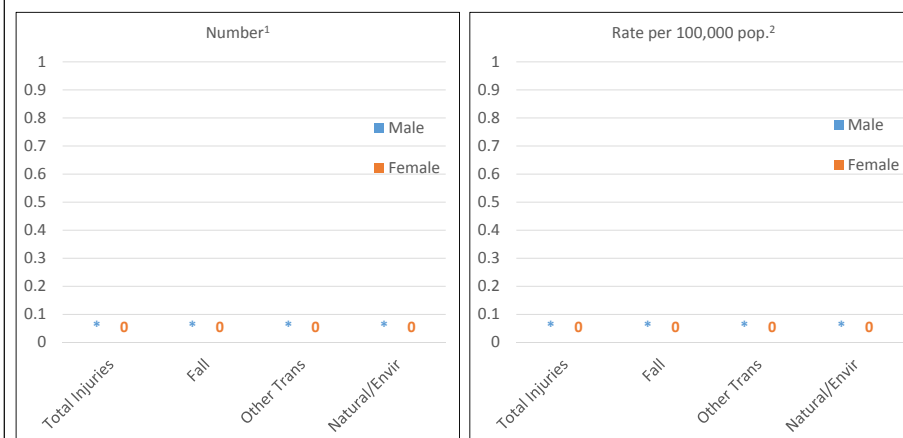 Number¹
1
0.9
0.8
0.7
0.6
0.5
0.4
0.3
0.2
0.1
0
Male
Female
* 0 * 0 * 0 * 0
Total Injuries
Fall
Other Trans
Natural/Envir
Rate per 100,000 pop.²
1
0.9
0.8
0.7
0.6
0.5
0.4
0.3
0.2
0.1
0
Male
Female
* 0 * 0 * 0 * 0
Total Injuries
Fall
Other Trans
Natural/Envir